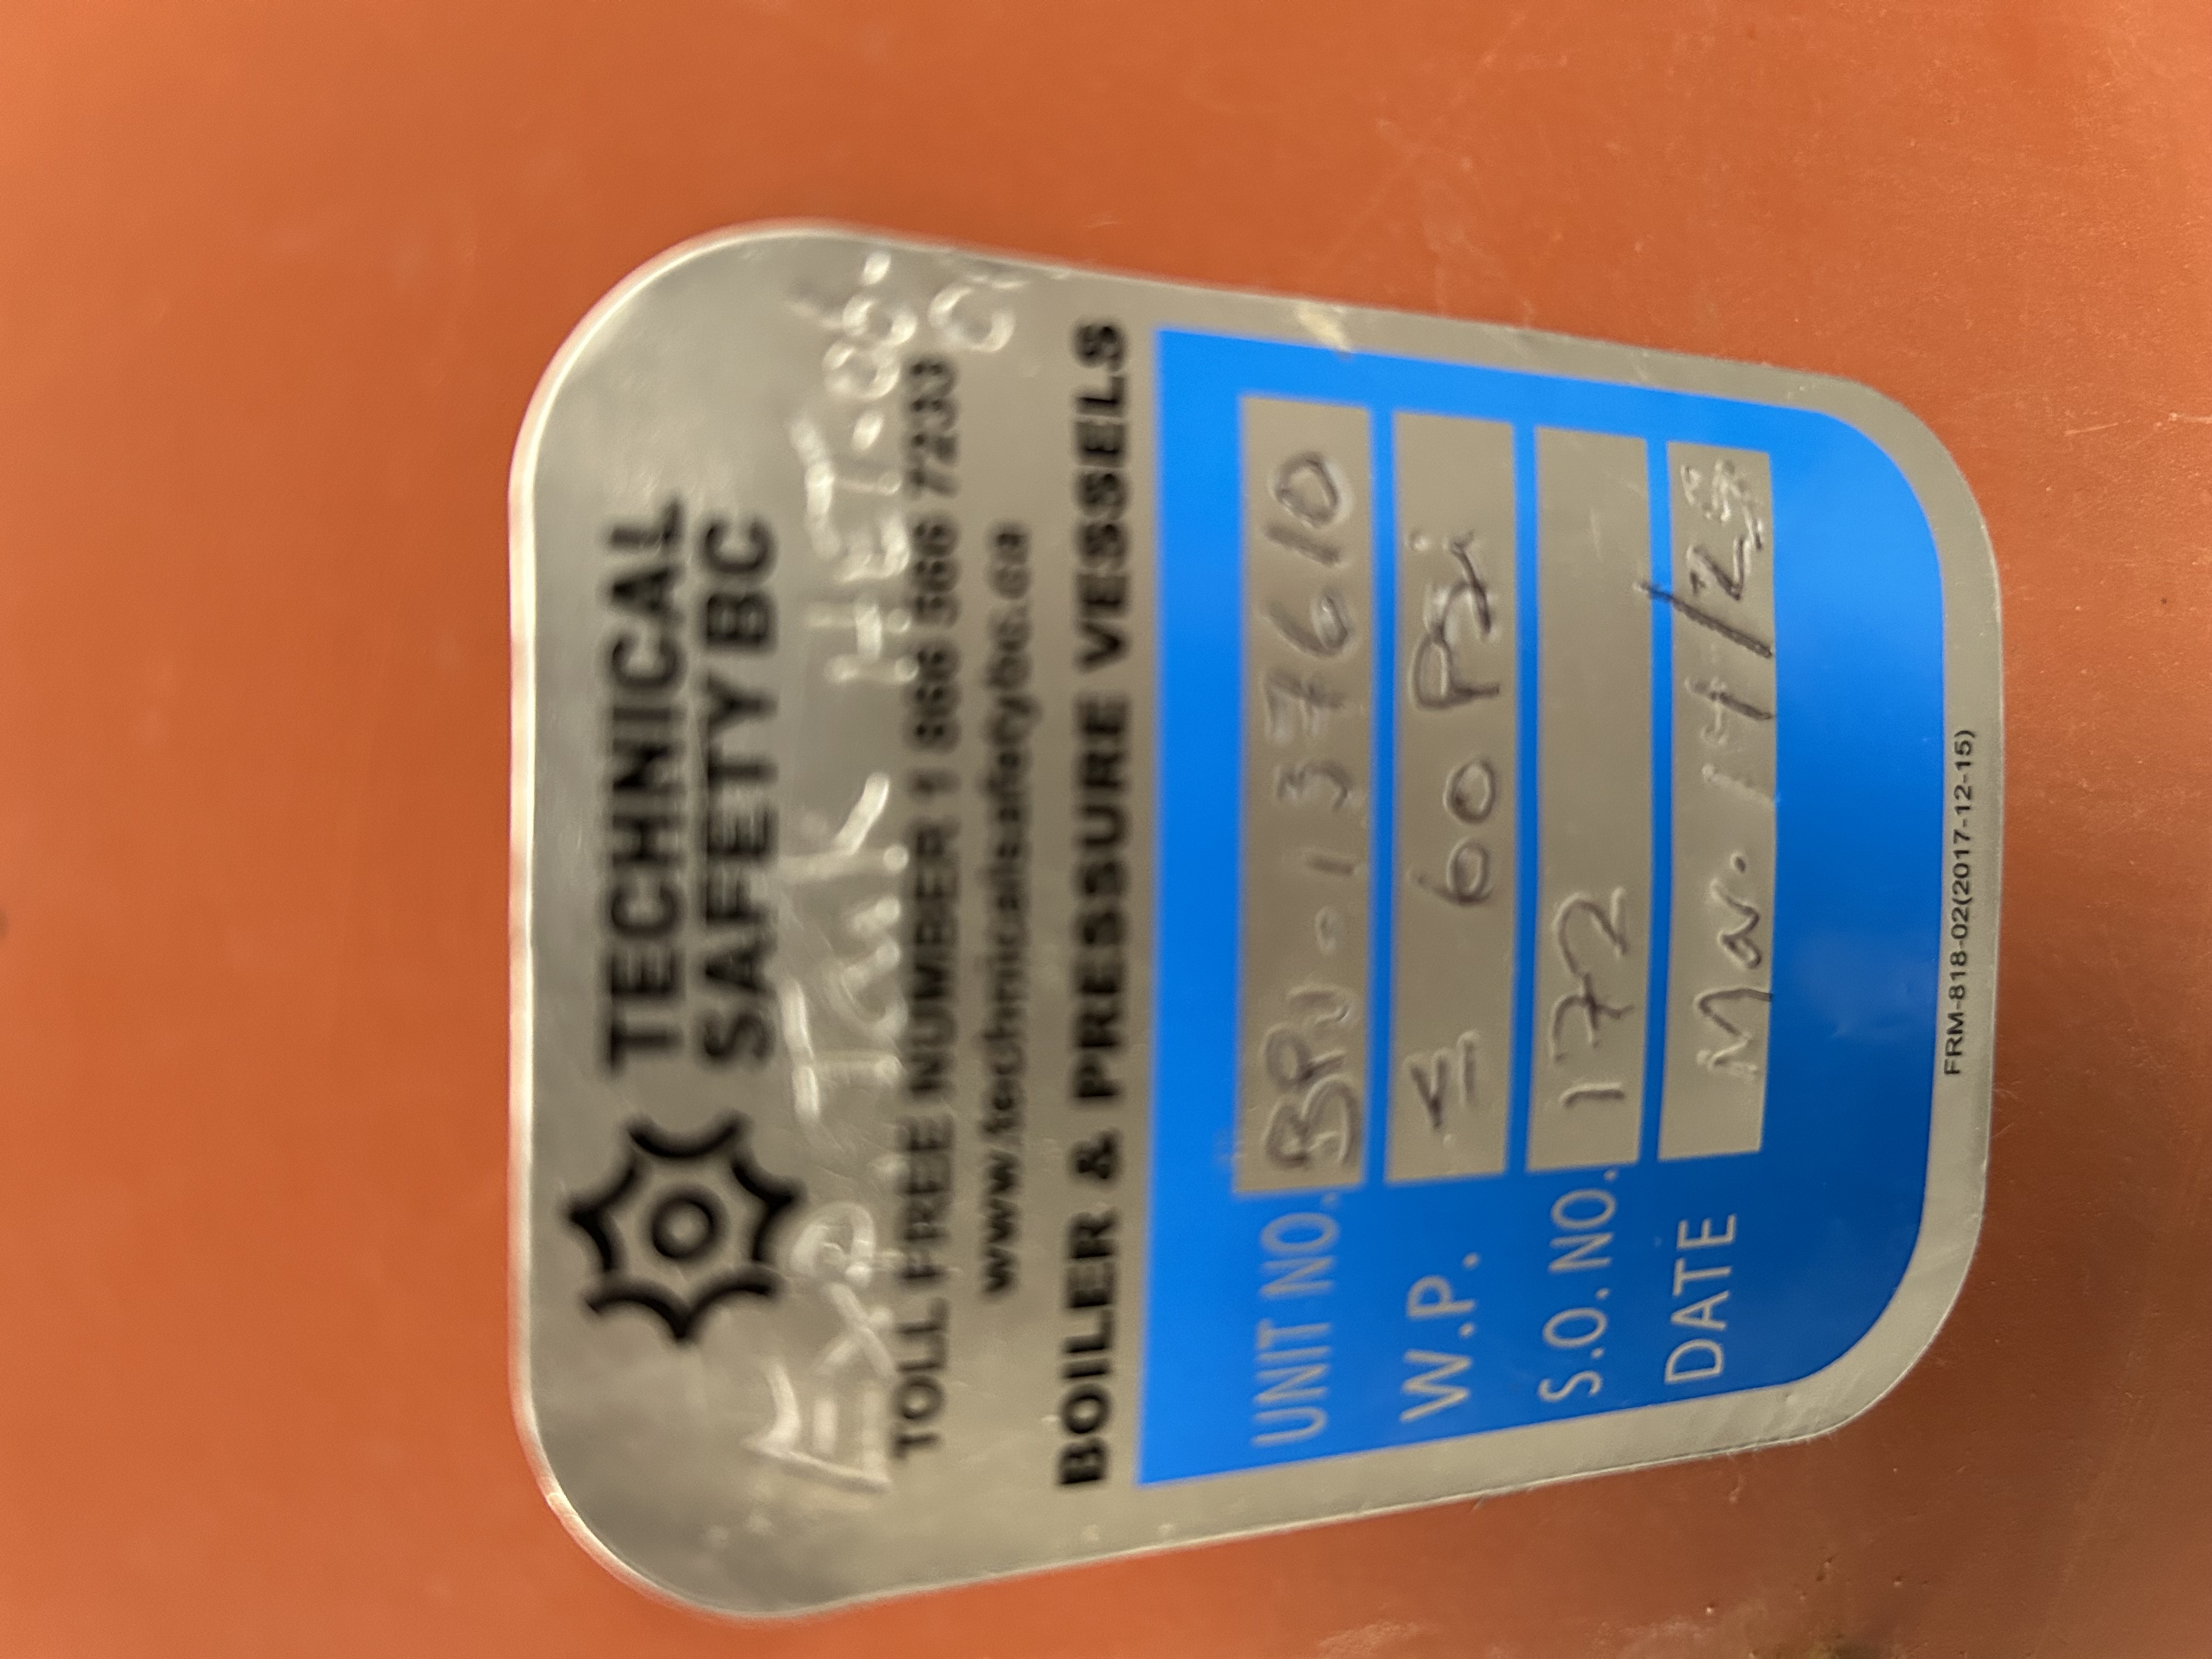 TECHNICAL
SAFETY BC
Exp. Tank HET-06-
01
TOLL FREE NUMBER 1 866 566 7233
www.technicalsafetybc.ca
BOILER & PRESSURE VESSELS
UNIT NO. BPV-137610
W.P. ≤ 60 Psi
S.O. NO. 172
DATE Mar. 14/25
FRM-818-02(2017-12-15)